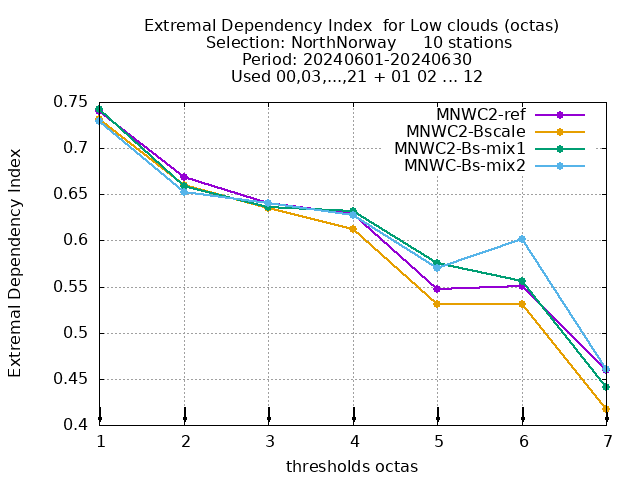 Extremal Dependency Index  for Low clouds (octas)
Selection: NorthNorway     10 stations
Period: 20240601-20240630
Used 00,03,...,21 + 01 02 ... 12
MNWC2-ref
MNWC2-Bscale
MNWC2-Bs-mix1
MNWC-Bs-mix2
Extremal Dependency Index
0.75
0.7
0.65
0.6
0.55
0.5
0.45
0.4
1 2 3 4 5 6 7
thresholds octas